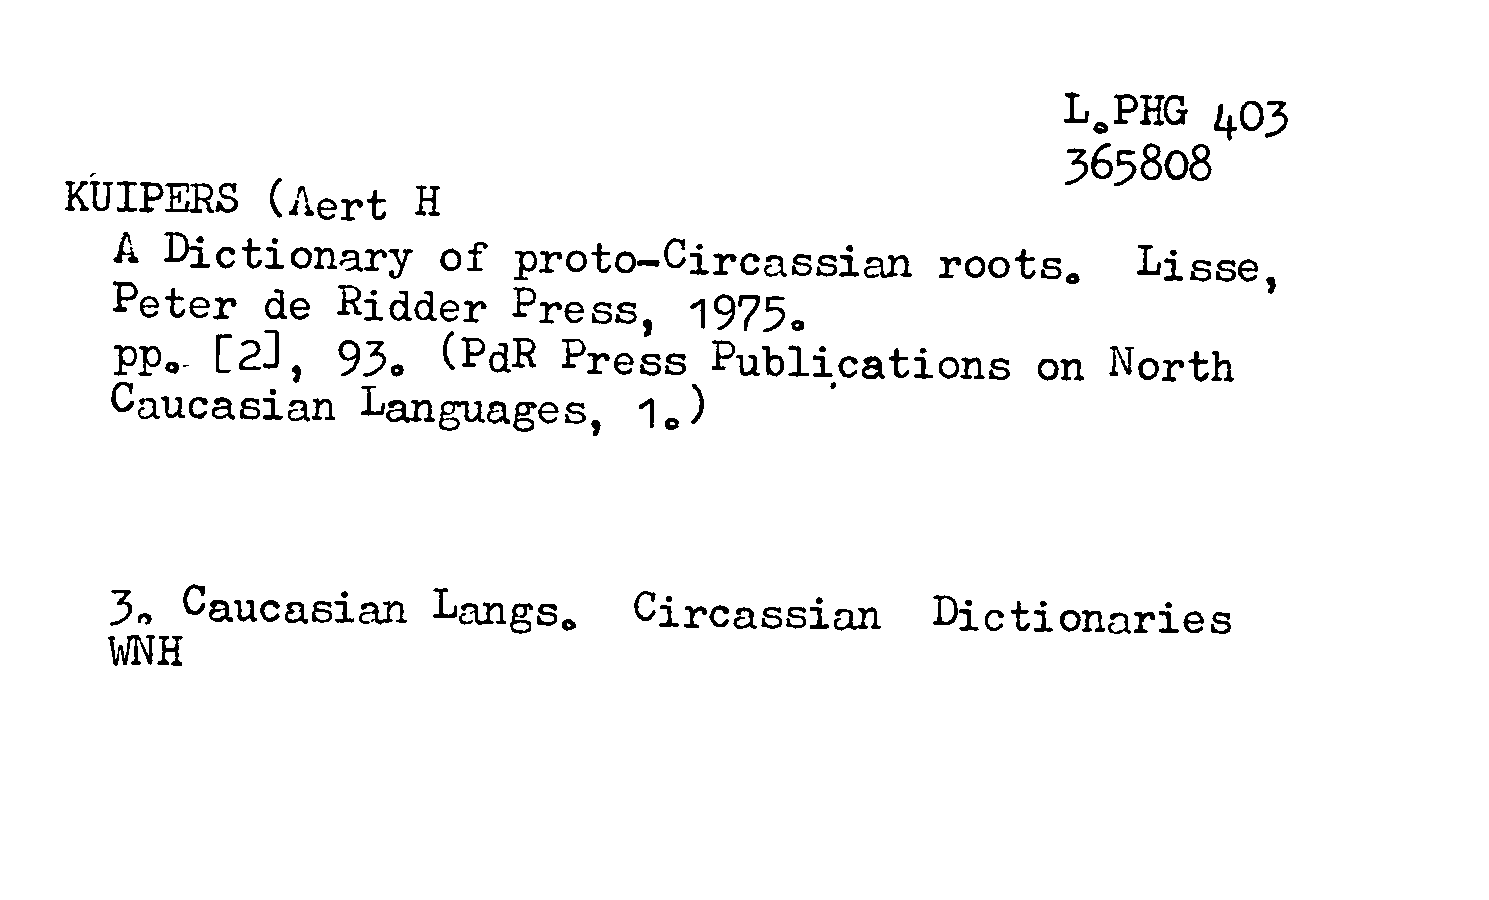 L.PHG 403
365808
KUIPERS (Aert H
A Dictionary of proto-Circassian roots. Lisse,
Peter de Ridder Press, 1975.
pp. [2], 93. (PdR Press Publications on North
Caucasian Languages, 1.)
3. Caucasian Langs. Circassian Dictionaries
WNH